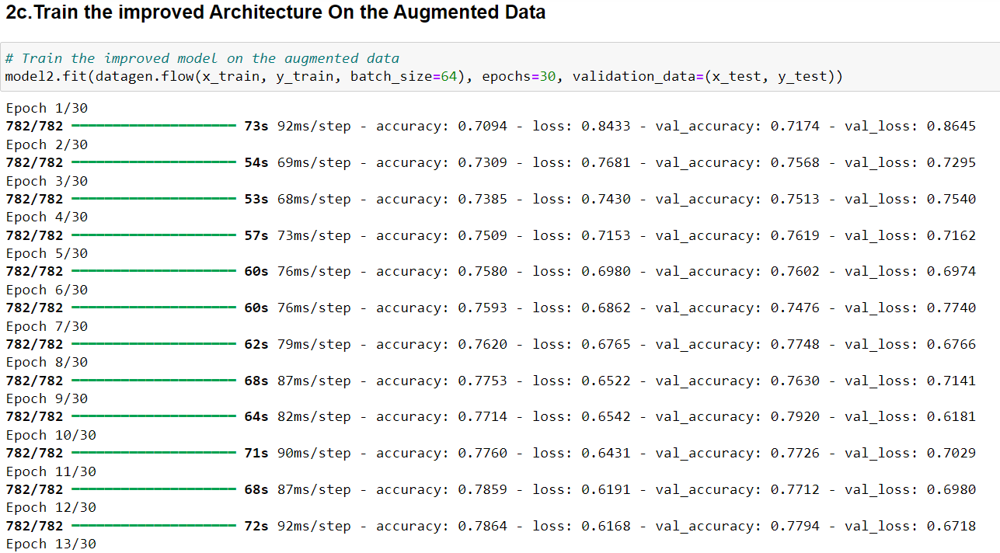 2c.Train the improved Architecture On the Augmented Data
# Train the improved model on the augmented data
model2.fit(datagen.flow(x_train, y_train, batch_size=64), epochs=30, validation_data=(x_test, y_test))
Epoch 1/30
782/782 ━━━━━━━━━━━━━━━━━━━━ 73s 92ms/step - accuracy: 0.7094 - loss: 0.8433 - val_accuracy: 0.7174 - val_loss: 0.8645
Epoch 2/30
782/782 ━━━━━━━━━━━━━━━━━━━━ 54s 69ms/step - accuracy: 0.7309 - loss: 0.7681 - val_accuracy: 0.7568 - val_loss: 0.7295
Epoch 3/30
782/782 ━━━━━━━━━━━━━━━━━━━━ 53s 68ms/step - accuracy: 0.7385 - loss: 0.7430 - val_accuracy: 0.7513 - val_loss: 0.7540
Epoch 4/30
782/782 ━━━━━━━━━━━━━━━━━━━━ 57s 73ms/step - accuracy: 0.7509 - loss: 0.7153 - val_accuracy: 0.7619 - val_loss: 0.7162
Epoch 5/30
782/782 ━━━━━━━━━━━━━━━━━━━━ 60s 76ms/step - accuracy: 0.7580 - loss: 0.6980 - val_accuracy: 0.7602 - val_loss: 0.6974
Epoch 6/30
782/782 ━━━━━━━━━━━━━━━━━━━━ 60s 76ms/step - accuracy: 0.7593 - loss: 0.6862 - val_accuracy: 0.7476 - val_loss: 0.7740
Epoch 7/30
782/782 ━━━━━━━━━━━━━━━━━━━━ 62s 79ms/step - accuracy: 0.7620 - loss: 0.6765 - val_accuracy: 0.7748 - val_loss: 0.6766
Epoch 8/30
782/782 ━━━━━━━━━━━━━━━━━━━━ 68s 87ms/step - accuracy: 0.7753 - loss: 0.6522 - val_accuracy: 0.7630 - val_loss: 0.7141
Epoch 9/30
782/782 ━━━━━━━━━━━━━━━━━━━━ 64s 82ms/step - accuracy: 0.7714 - loss: 0.6542 - val_accuracy: 0.7920 - val_loss: 0.6181
Epoch 10/30
782/782 ━━━━━━━━━━━━━━━━━━━━ 71s 90ms/step - accuracy: 0.7760 - loss: 0.6431 - val_accuracy: 0.7726 - val_loss: 0.7029
Epoch 11/30
782/782 ━━━━━━━━━━━━━━━━━━━━ 68s 87ms/step - accuracy: 0.7859 - loss: 0.6191 - val_accuracy: 0.7712 - val_loss: 0.6980
Epoch 12/30
782/782 ━━━━━━━━━━━━━━━━━━━━ 72s 92ms/step - accuracy: 0.7864 - loss: 0.6168 - val_accuracy: 0.7794 - val_loss: 0.6718
Epoch 13/30